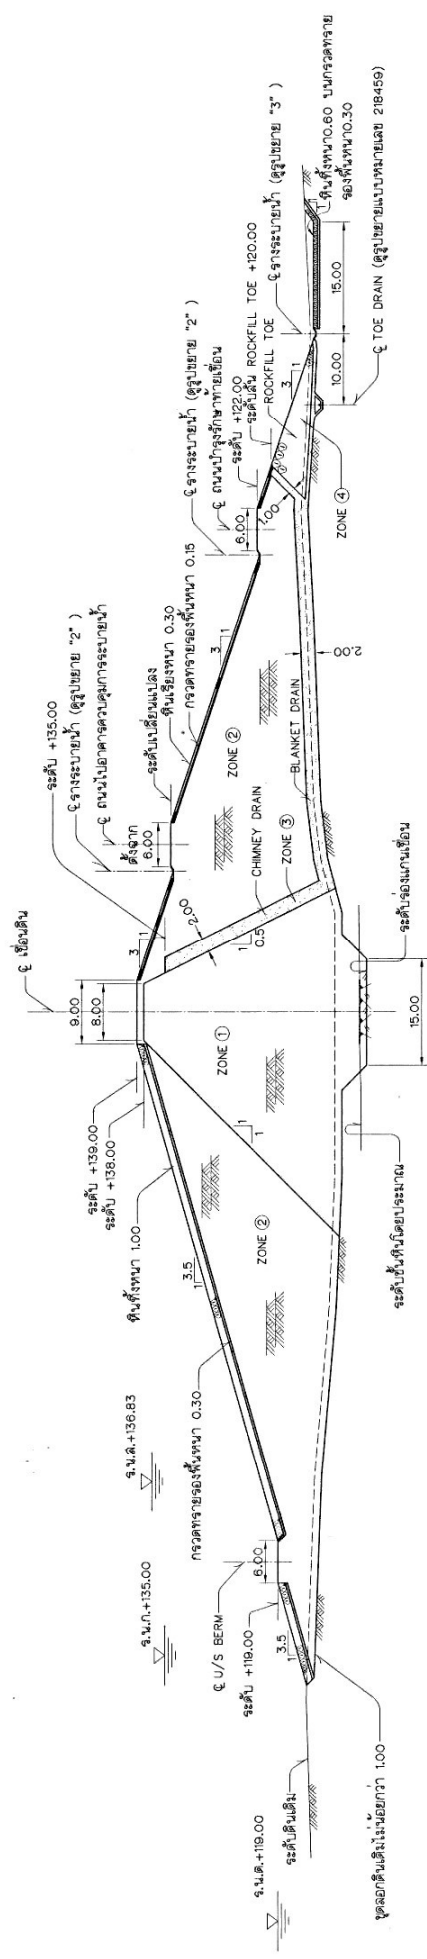 ร.น.ต.+119.00
ระดับดินเดิม
ขุดลอกดินเดิมไม่น้อยกว่า 1.00
ร.น.ก.+135.00
ร.น.ส.+136.83
℄ U/S BERM
ระดับ +119.00
6.00
3.5
1
กรวดทรายรองพื้นหนา 0.30
หินทิ้งหนา 1.00
3.5
1
ZONE ②
ระดับ +139.00
ระดับ +138.00
ระดับชั้นหินโดยประมาณ
1
1
ZONE ①
℄ เขื่อนดิน
9.00
8.00
15.00
ระดับร่องแกนเขื่อน
3
1
2.00
1
0.5
ระดับ +135.00
℄ รางระบายน้ำ (ดูรูปขยาย "2" )
℄ ถนนไปอาคารควบคุมการระบายน้ำ
ตั้งฉาก
6.00
ระดับเปลี่ยนแปลง
หินเรียงหนา 0.30
กรวดทรายรองพื้นหนา 0.15
CHIMNEY DRAIN
ZONE ③
ZONE ②
3
1
BLANKET DRAIN
2.00
℄ รางระบายน้ำ (ดูรูปขยาย "2" )
℄ ถนนบำรุงรักษาท้ายเขื่อน
6.00
ระดับ +122.00
ระดับสัน ROCKFILL TOE +120.00
ROCKFILL TOE
1.00
ZONE ④
3
1
℄ รางระบายน้ำ (ดูรูปขยาย "3" )
10.00
15.00
1
หินทิ้งหนา0.60 บนกรวดทราย
รองพื้นหนา0.30
℄ TOE DRAIN (ดูรูปขยายแบบหมายเลข 218459)